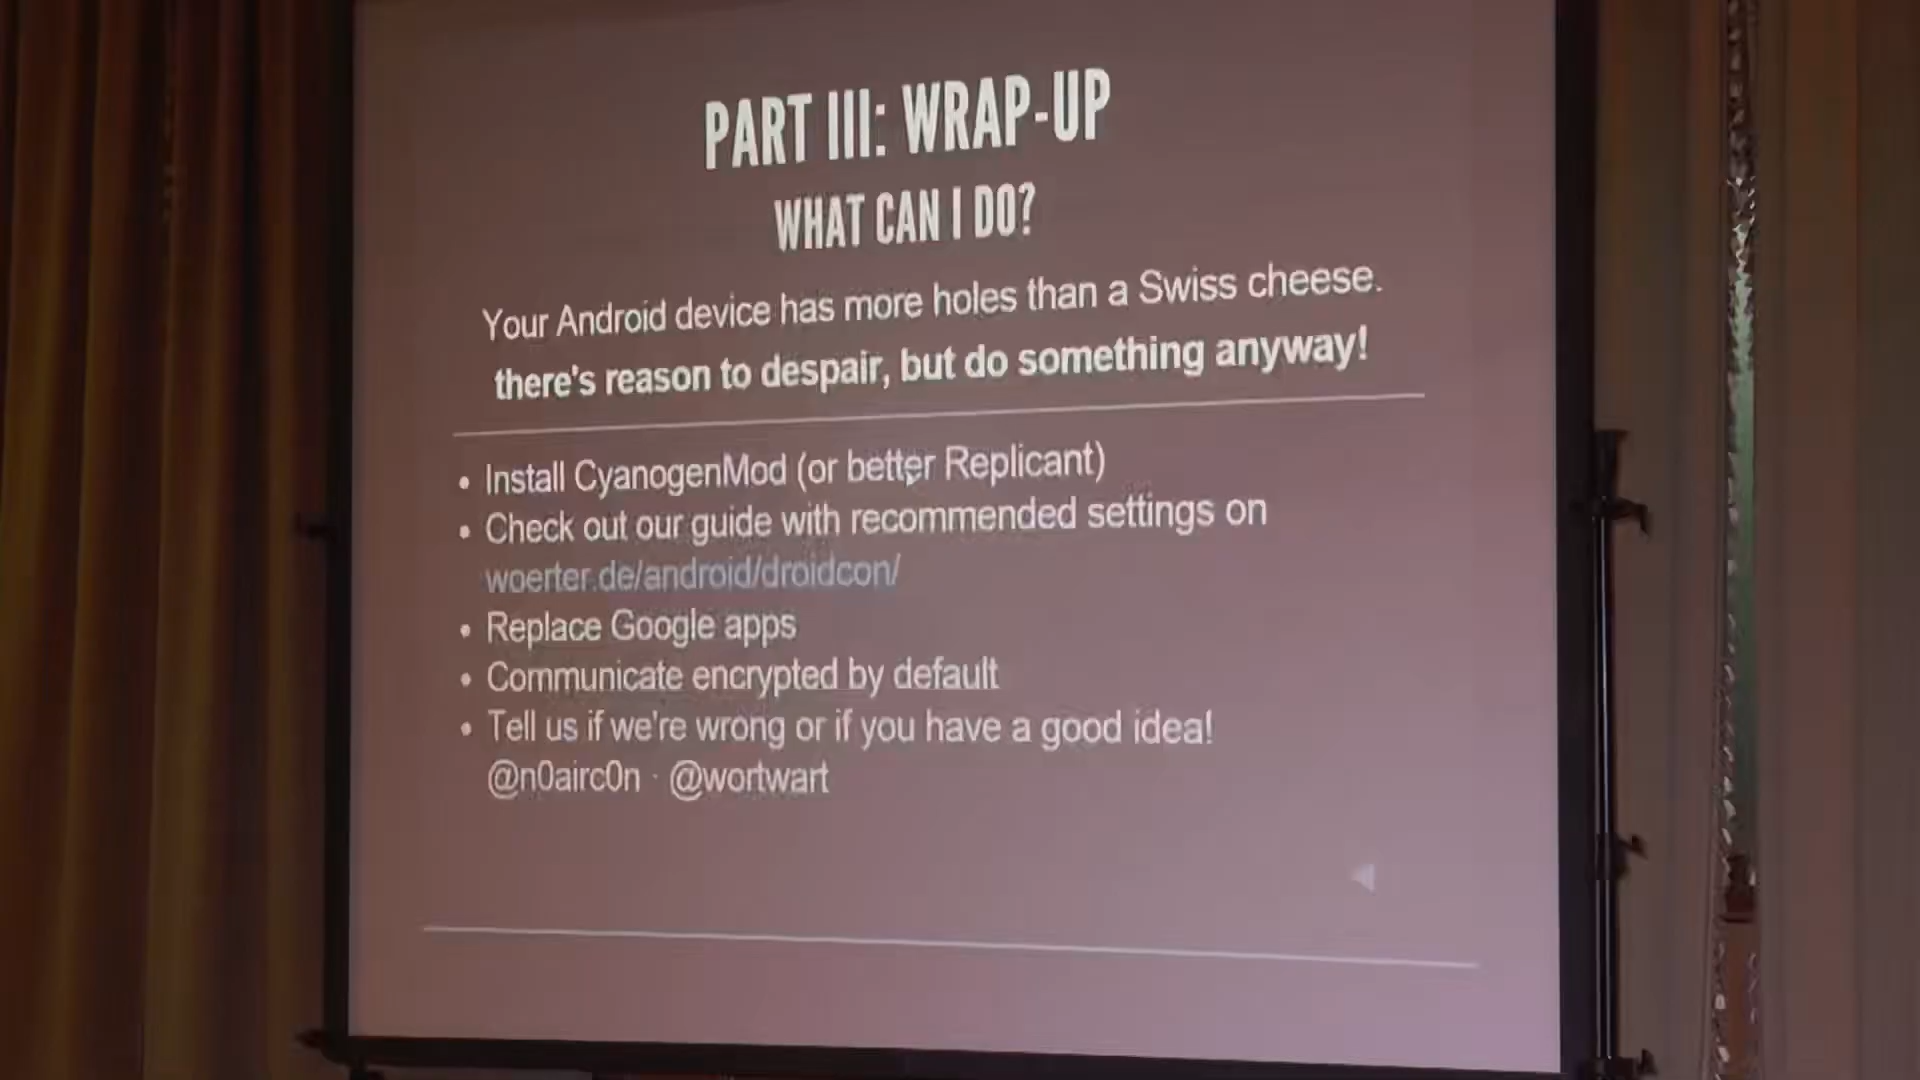 PART III: WRAP-UP
WHAT CAN I DO?
Your Android device has more holes than a Swiss cheese.
there's reason to despair, but do something anyway!
• Install CyanogenMod (or better Replicant)
• Check out our guide with recommended settings on
woerter.de/android/droidcon/
• Replace Google apps
• Communicate encrypted by default
• Tell us if we're wrong or if you have a good idea!
@n0airc0n · @wortwart